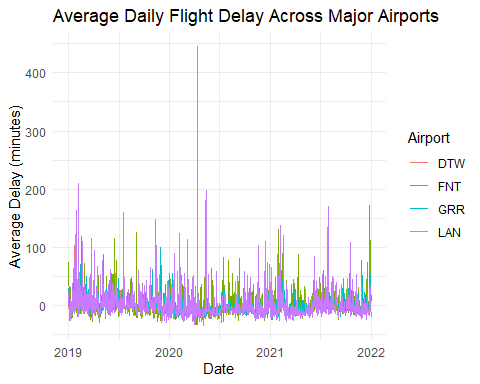 Average Daily Flight Delay Across Major Airports
Average Delay (minutes)
400
300
200
100
0
2019
2020
2021
2022
Date
Airport
DTW
FNT
GRR
LAN